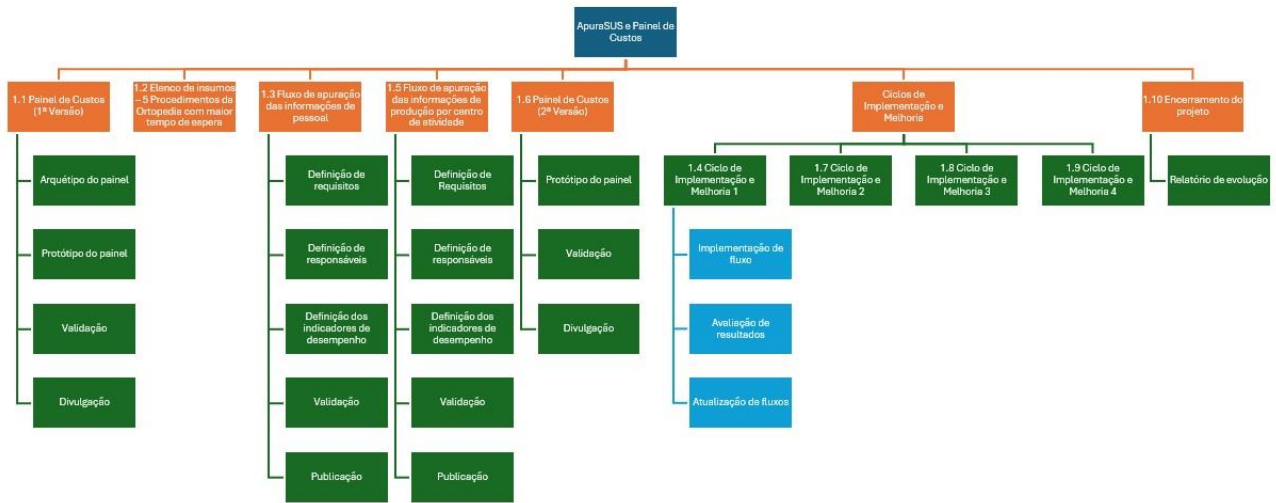 ApuraSUS e Painel de
Custos
1.1 Painel de Custos
(1ª Versão)
1.2 Elenco de insumos
– 5 Procedimentos da
Ortopedia com maior
tempo de espera
1.3 Fluxo de apuração
das informações de
pessoal
1.5 Fluxo de apuração
das informações de
produção por centro
de atividade
1.6 Painel de Custos
(2ª Versão)
Ciclos de
Implementação e
Melhoria
1.10 Encerramento do
projeto
Arquétipo do painel
Protótipo do painel
Validação
Divulgação
Definição de
requisitos
Definição de
responsáveis
Definição dos
indicadores de
desempenho
Validação
Publicação
Definição de
Requisitos
Definição de
responsáveis
Definição dos
indicadores de
desempenho
Validação
Publicação
Protótipo do painel
Validação
Divulgação
1.4 Ciclo de
Implementação e
Melhoria 1
1.7 Ciclo de
Implementação e
Melhoria 2
1.8 Ciclo de
Implementação e
Melhoria 3
1.9 Ciclo de
Implementação e
Melhoria 4
Implementação de
fluxo
Avaliação de
resultados
Atualização de fluxos
Relatório de evolução